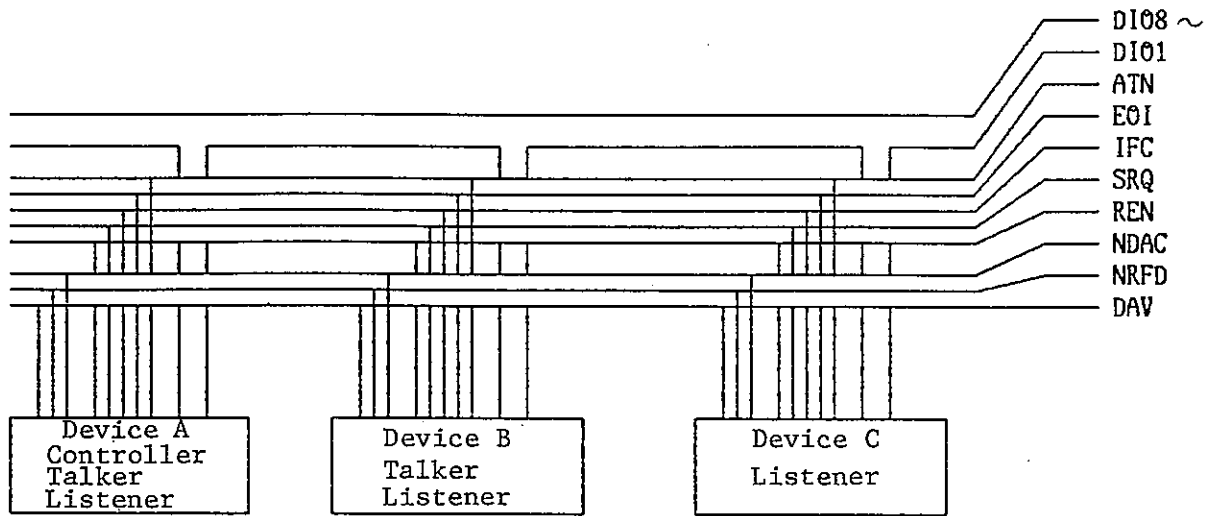 DIO8 ~
DIO1
ATN
EOI
IFC
SRQ
REN
NDAC
NRFD
DAV
Device A
Controller
Talker
Listener
Device B
Talker
Listener
Device C
Listener